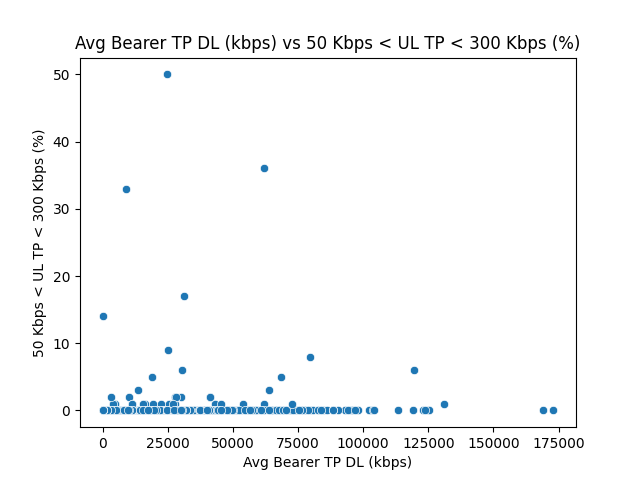 Avg Bearer TP DL (kbps) vs 50 Kbps < UL TP < 300 Kbps (%)
50 Kbps < UL TP < 300 Kbps (%)
50
40
30
20
10
0
0 25000 50000 75000 100000 125000 150000 175000
Avg Bearer TP DL (kbps)